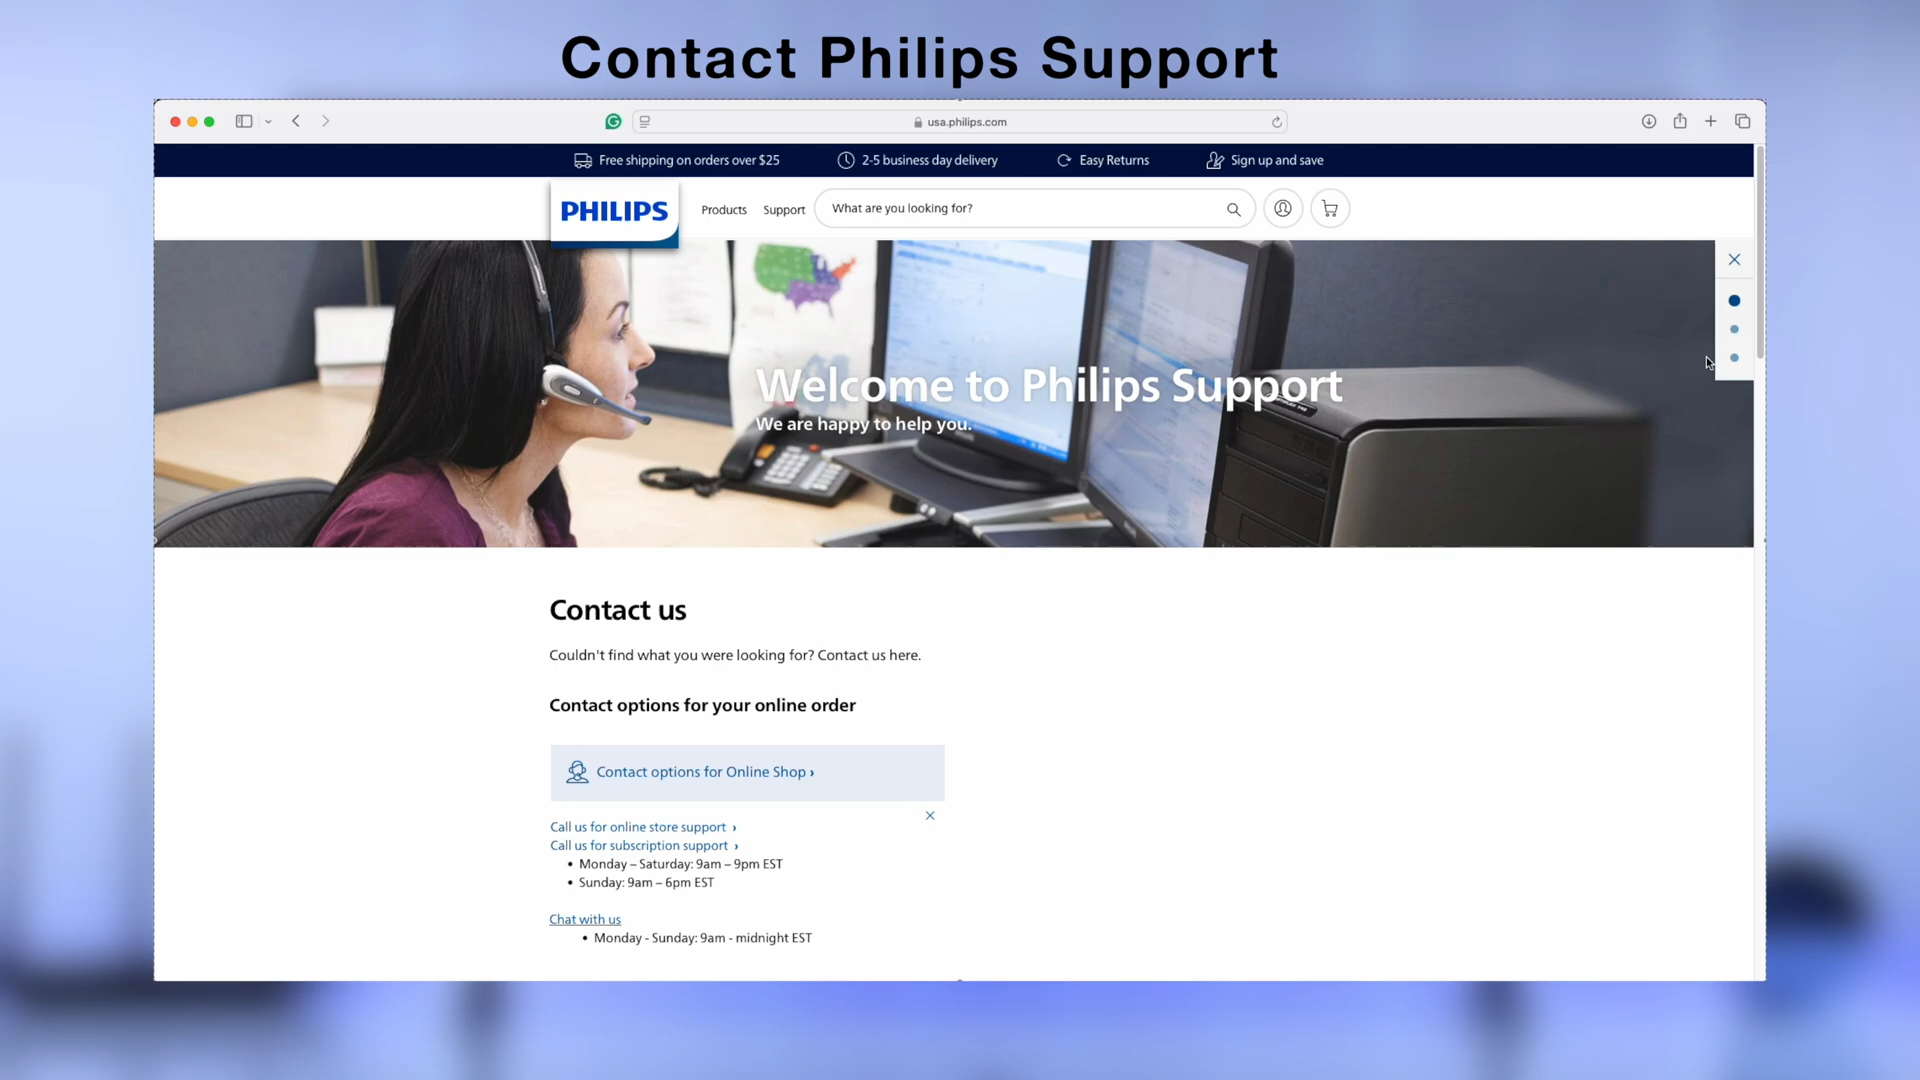 Contact Philips Support
usa.philips.com
Free shipping on orders over $25
2-5 business day delivery
Easy Returns
Sign up and save
PHILIPS
Products
Support
What are you looking for?
Welcome to Philips Support
We are happy to help you.
Contact us
Couldn't find what you were looking for? Contact us here.
Contact options for your online order
Contact options for Online Shop ›
Call us for online store support ›
Call us for subscription support ›
• Monday – Saturday: 9am – 9pm EST
• Sunday: 9am – 6pm EST
Chat with us
• Monday - Sunday: 9am - midnight EST